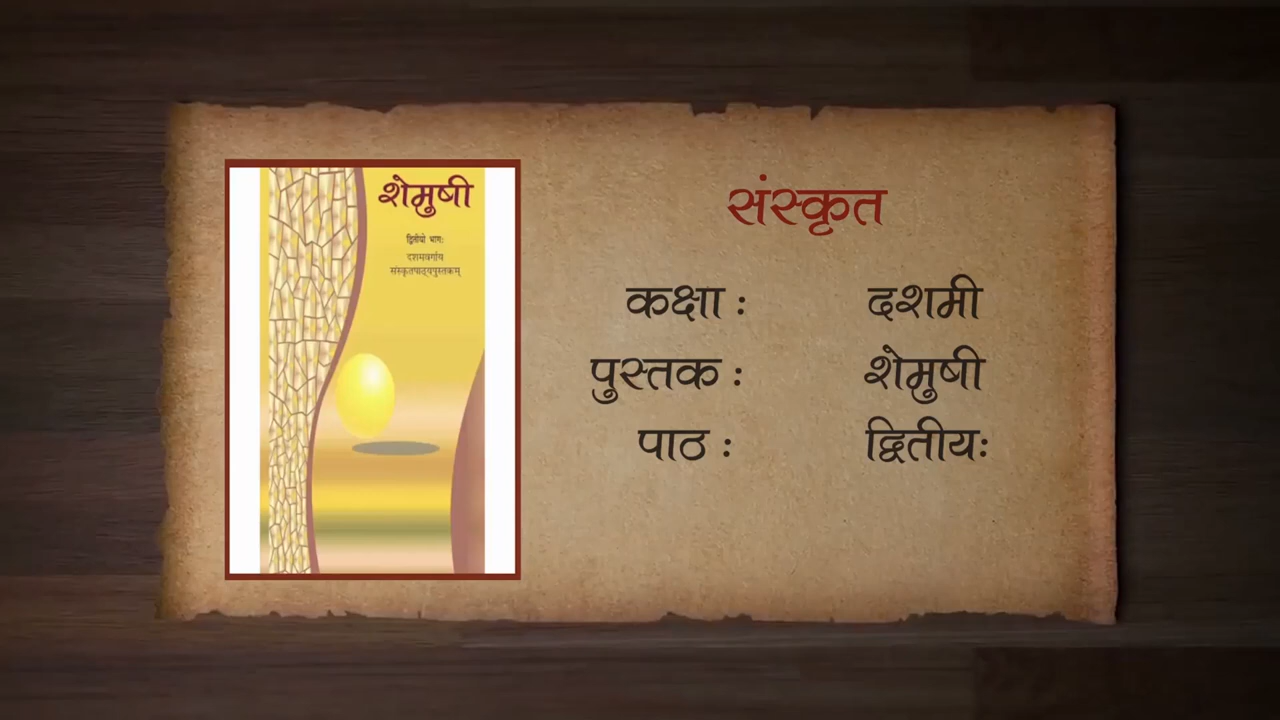 शेमुषी
द्वितीयो भागः
दशमवर्गाय
संस्कृतपाठ्यपुस्तकम्
संस्कृत
कक्षा : दशमी
पुस्तक : शेमुषी
पाठ : द्वितीयः